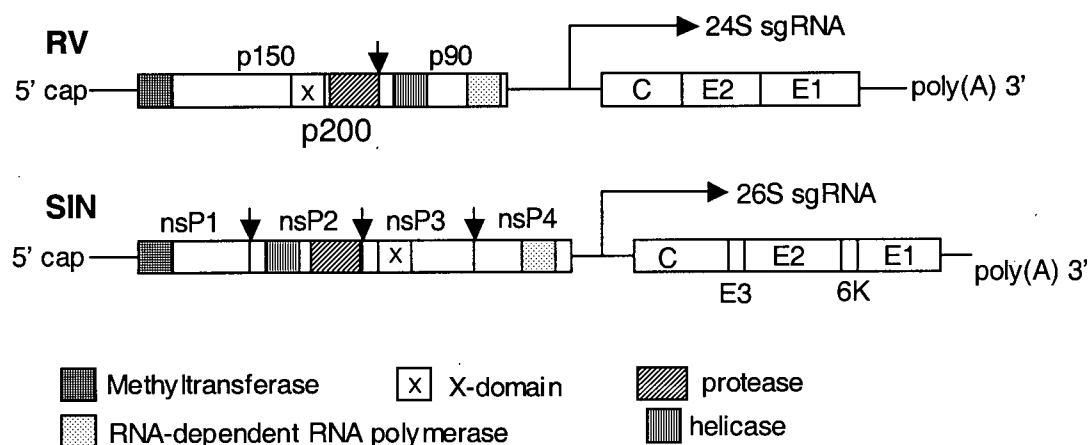 RV
24S sgRNA
p150
p90
5' cap
X
C
E2
E1
poly(A) 3'
p200
SIN
26S sgRNA
nsP1
nsP2
nsP3
nsP4
5' cap
X
C
E2
E1
poly(A) 3'
E3
6K
Methyltransferase
X
X-domain
protease
RNA-dependent RNA polymerase
helicase